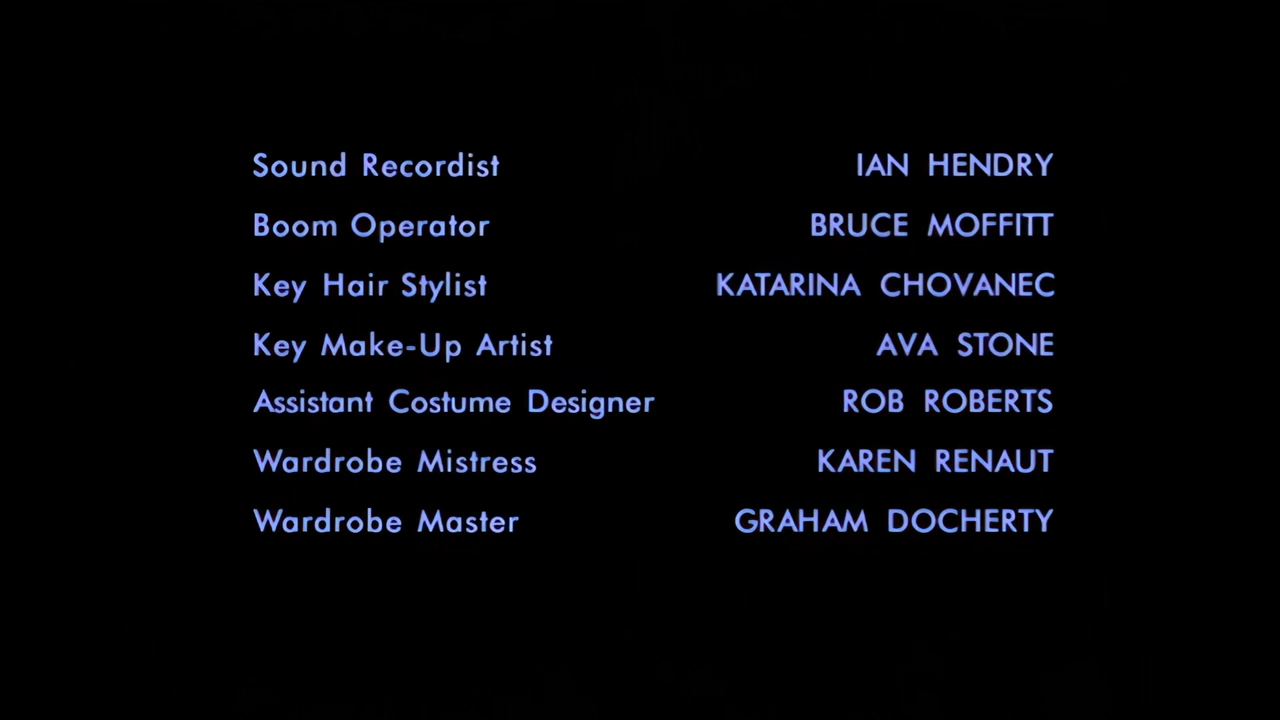 Sound Recordist IAN HENDRY
Boom Operator BRUCE MOFFITT
Key Hair Stylist KATARINA CHOVANEC
Key Make-Up Artist AVA STONE
Assistant Costume Designer ROB ROBERTS
Wardrobe Mistress KAREN RENAUT
Wardrobe Master GRAHAM DOCHERTY